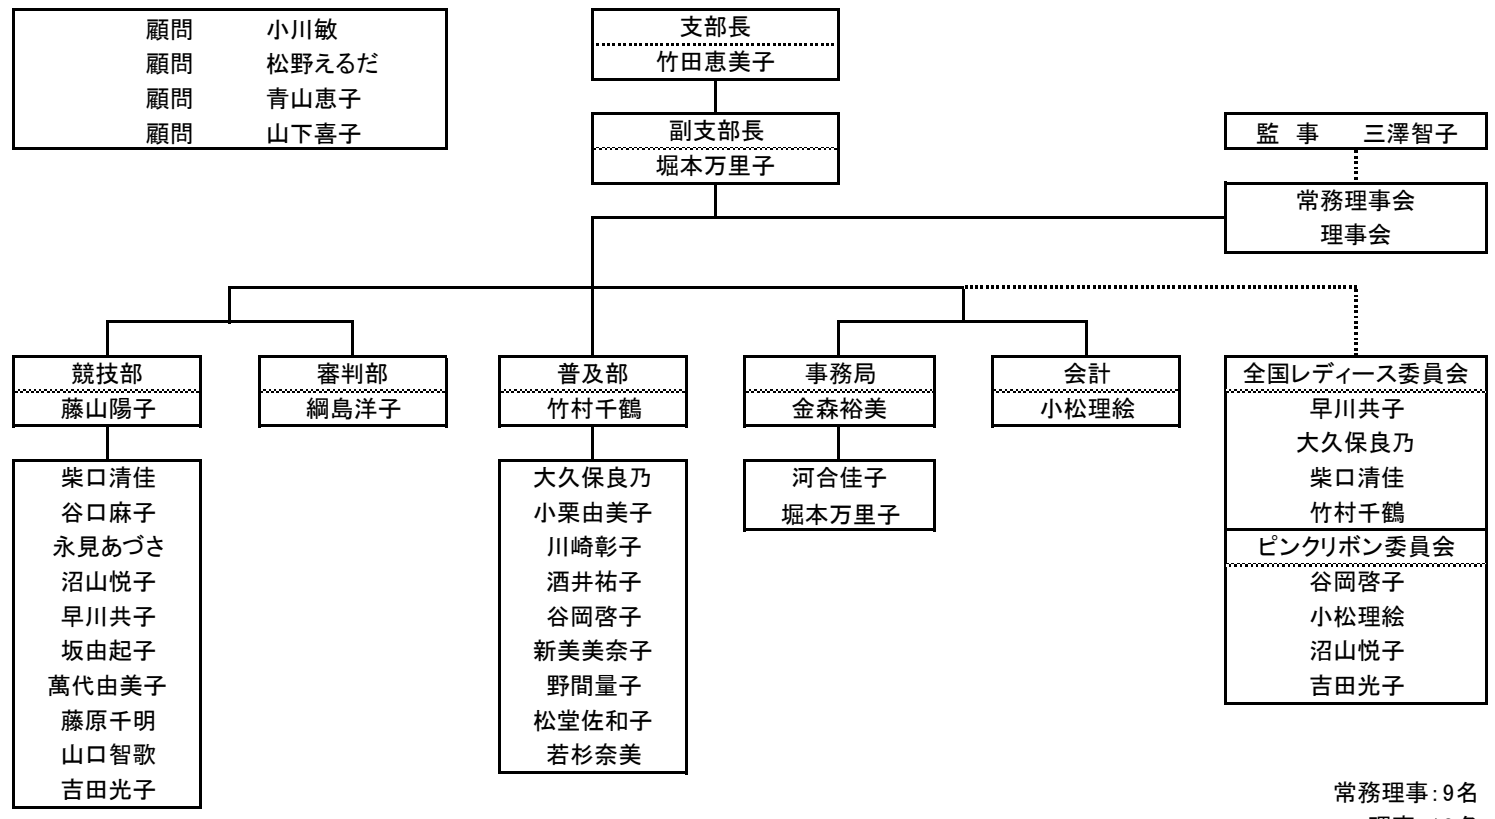 顧問 小川敏
顧問 松野えるだ
顧問 青山恵子
顧問 山下喜子
支部長
竹田恵美子
副支部長
堀本万里子
監 事 三澤智子
常務理事会
理事会
競技部
藤山陽子
柴口清佳
谷口麻子
永見あづさ
沼山悦子
早川共子
坂由起子
萬代由美子
藤原千明
山口智歌
吉田光子
審判部
綱島洋子
普及部
竹村千鶴
大久保良乃
小栗由美子
川崎彰子
酒井祐子
谷岡啓子
新美美奈子
野間量子
松堂佐和子
若杉奈美
事務局
金森裕美
河合佳子
堀本万里子
会計
小松理絵
全国レディース委員会
早川共子
大久保良乃
柴口清佳
竹村千鶴
ピンクリボン委員会
谷岡啓子
小松理絵
沼山悦子
吉田光子
常務理事:9名